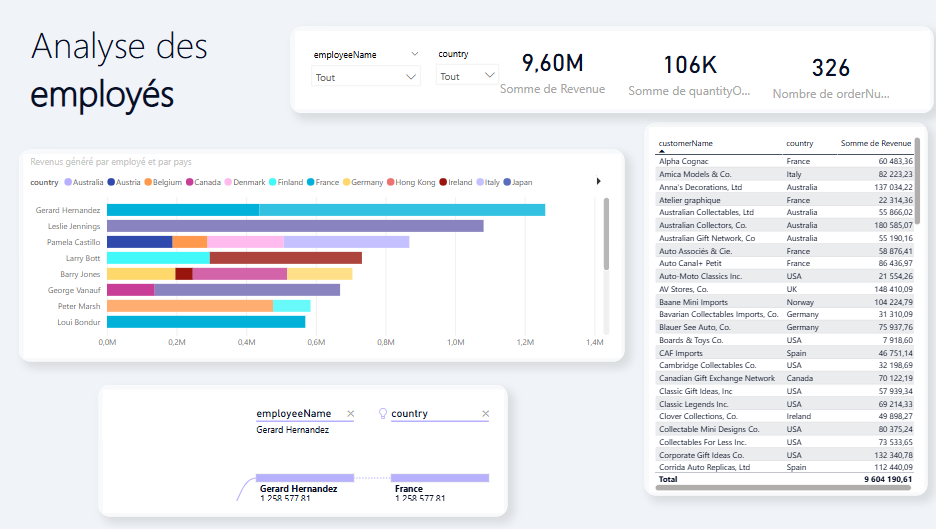 Analyse des
employés
employeeName
Tout
country
Tout
9,60M
Somme de Revenue
106K
Somme de quantityO...
326
Nombre de orderNu...
Revenus généré par employé et par pays
country Australia Austria Belgium Canada Denmark Finland France Germany Hong Kong Ireland Italy Japan
Gerard Hernandez
Leslie Jennings
Pamela Castillo
Larry Bott
Barry Jones
George Vanauf
Peter Marsh
Loui Bondur
0,0M 0,2M 0,4M 0,6M 0,8M 1,0M 1,2M 1,4M
employeeName
Gerard Hernandez
country
Gerard Hernandez
1 258 577,81
France
1 258 577,81
customerName country Somme de Revenue
Alpha Cognac France 60 483,36
Amica Models & Co. Italy 82 223,23
Anna's Decorations, Ltd Australia 137 034,22
Atelier graphique France 22 314,36
Australian Collectables, Ltd Australia 55 866,02
Australian Collectors, Co. Australia 180 585,07
Australian Gift Network, Co Australia 55 190,16
Auto Associés & Cie. France 58 876,41
Auto Canal+ Petit France 86 436,97
Auto-Moto Classics Inc. USA 21 554,26
AV Stores, Co. UK 148 410,09
Baane Mini Imports Norway 104 224,79
Bavarian Collectables Imports, Co. Germany 31 310,09
Blauer See Auto, Co. Germany 75 937,76
Boards & Toys Co. USA 7 918,60
CAF Imports Spain 46 751,14
Cambridge Collectables Co. USA 32 198,69
Canadian Gift Exchange Network Canada 70 122,19
Classic Gift Ideas, Inc USA 57 939,34
Classic Legends Inc. USA 69 214,33
Clover Collections, Co. Ireland 49 898,27
Collectable Mini Designs Co. USA 80 375,24
Collectables For Less Inc. USA 73 533,65
Corporate Gift Ideas Co. USA 132 340,78
Corrida Auto Replicas, Ltd Spain 112 440,09
Total 9 604 190,61